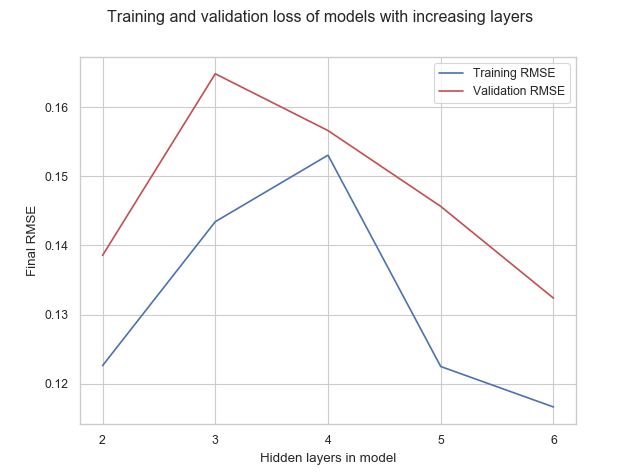 Training and validation loss of models with increasing layers
Training RMSE
Validation RMSE
0.16
0.15
0.14
0.13
0.12
Final RMSE
2 3 4 5 6
Hidden layers in model